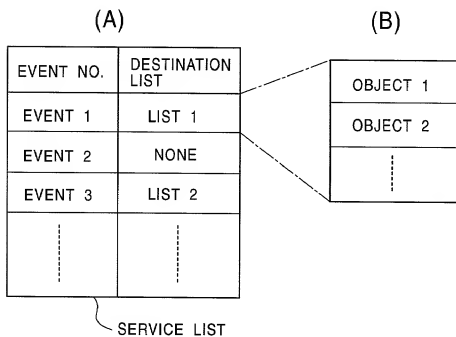 (A)
(B)
EVENT NO.
DESTINATION
LIST
EVENT 1
LIST 1
EVENT 2
NONE
EVENT 3
LIST 2
OBJECT 1
OBJECT 2
SERVICE LIST